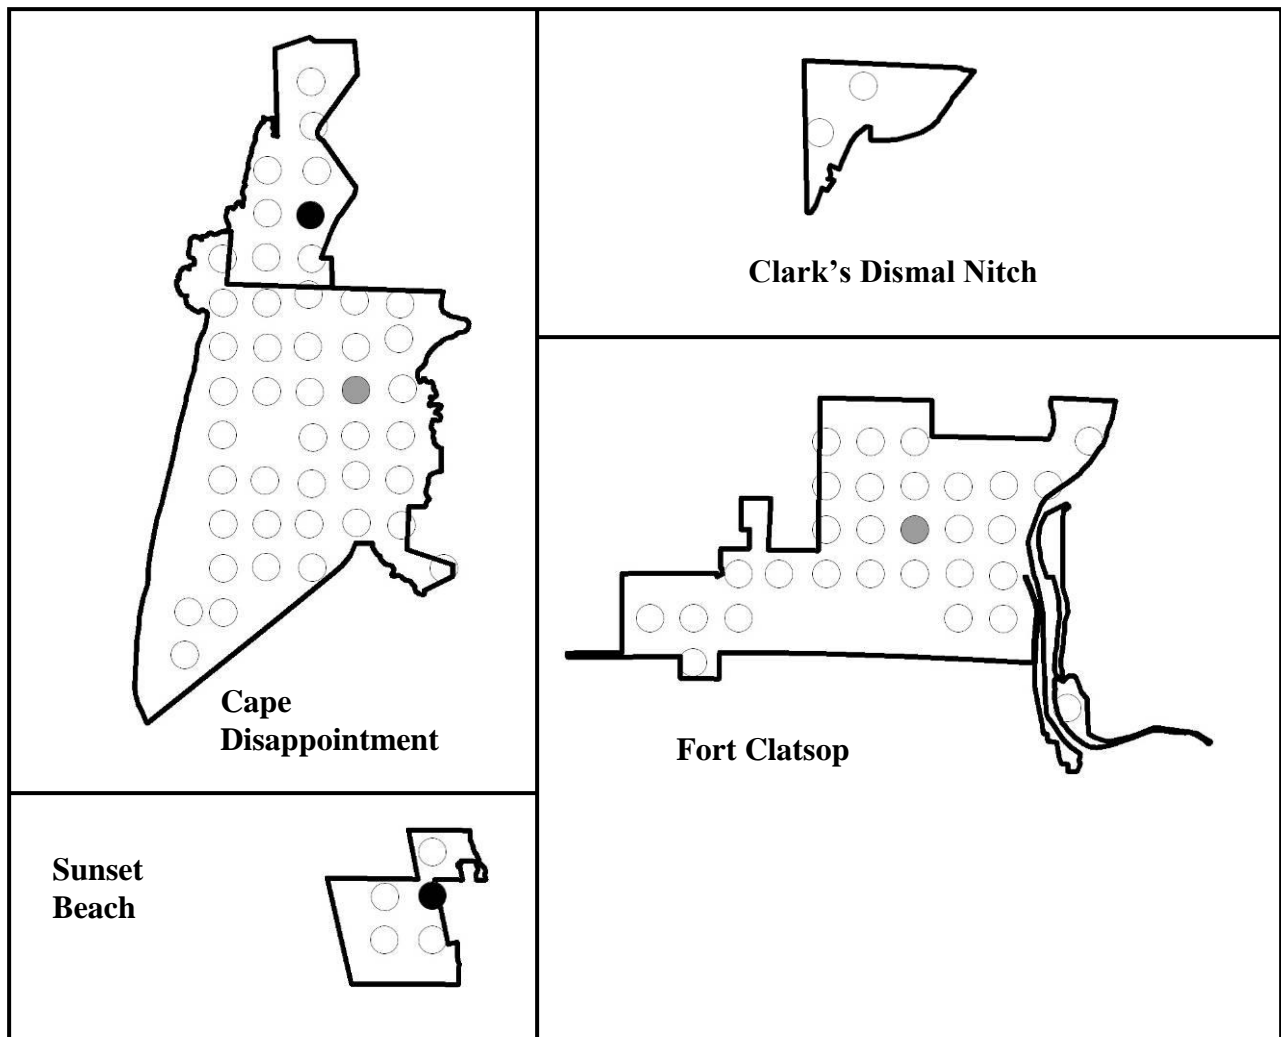 Clark’s Dismal Nitch
Cape
Disappointment
Fort Clatsop
Sunset
Beach